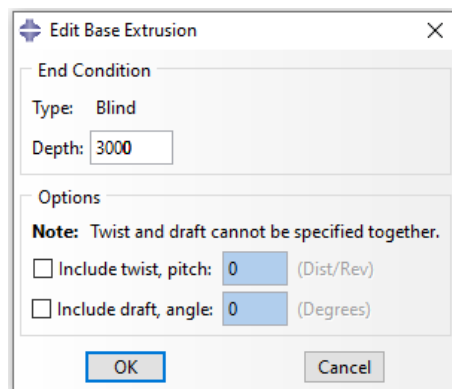 Edit Base Extrusion
End Condition
Type: Blind
Depth: 3000
Options
Note: Twist and draft cannot be specified together.
Include twist, pitch: 0 (Dist/Rev)
Include draft, angle: 0 (Degrees)
OK Cancel